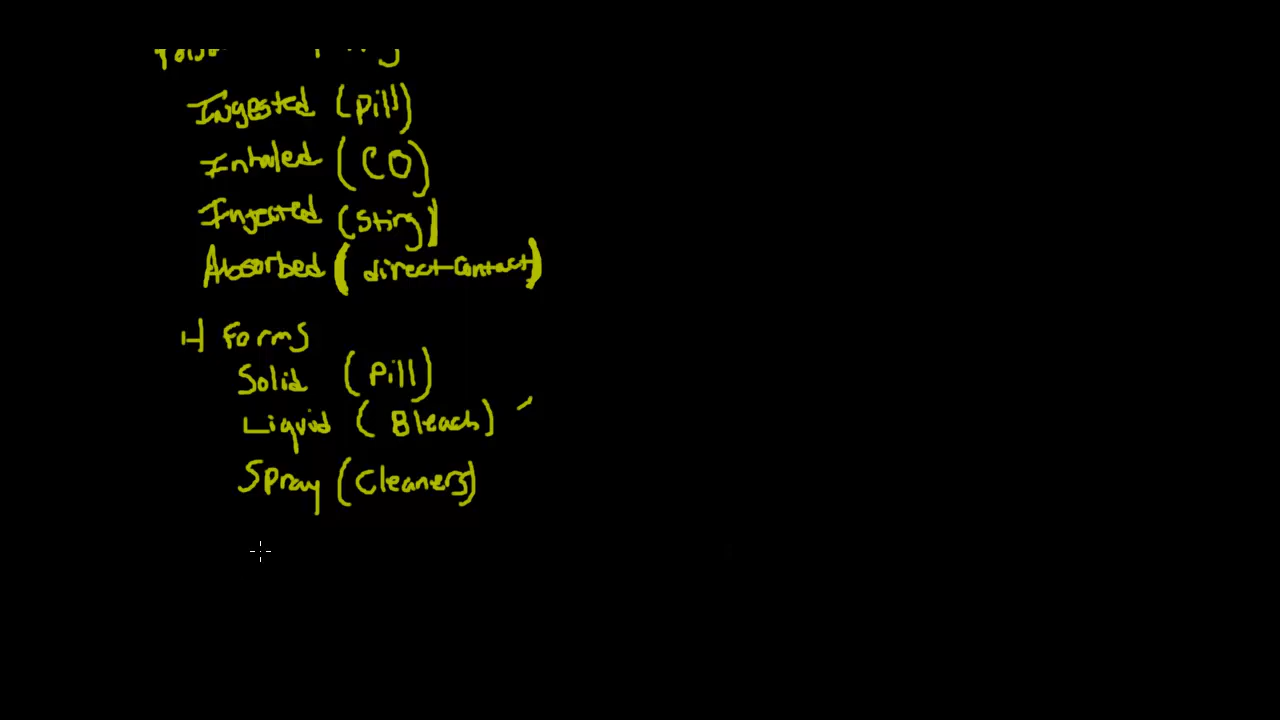 Ingested (pill)
Inhaled (CO)
Injected (Sting)
Absorbed (direct contact)
4 Forms
Solid (Pill)
Liquid (Bleach)
Spray (Cleaners)